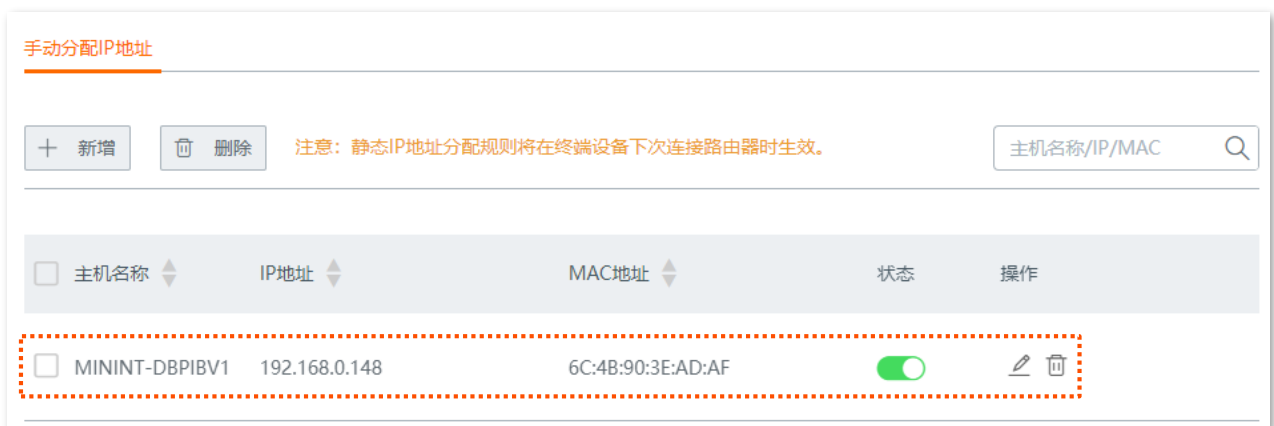 手动分配IP地址
新增 删除 注意：静态IP地址分配规则将在终端设备下次连接路由器时生效。 主机名称/IP/MAC
主机名称 IP地址 MAC地址 状态 操作
MININT-DBPIBV1 192.168.0.148 6C:4B:90:3E:AD:AF